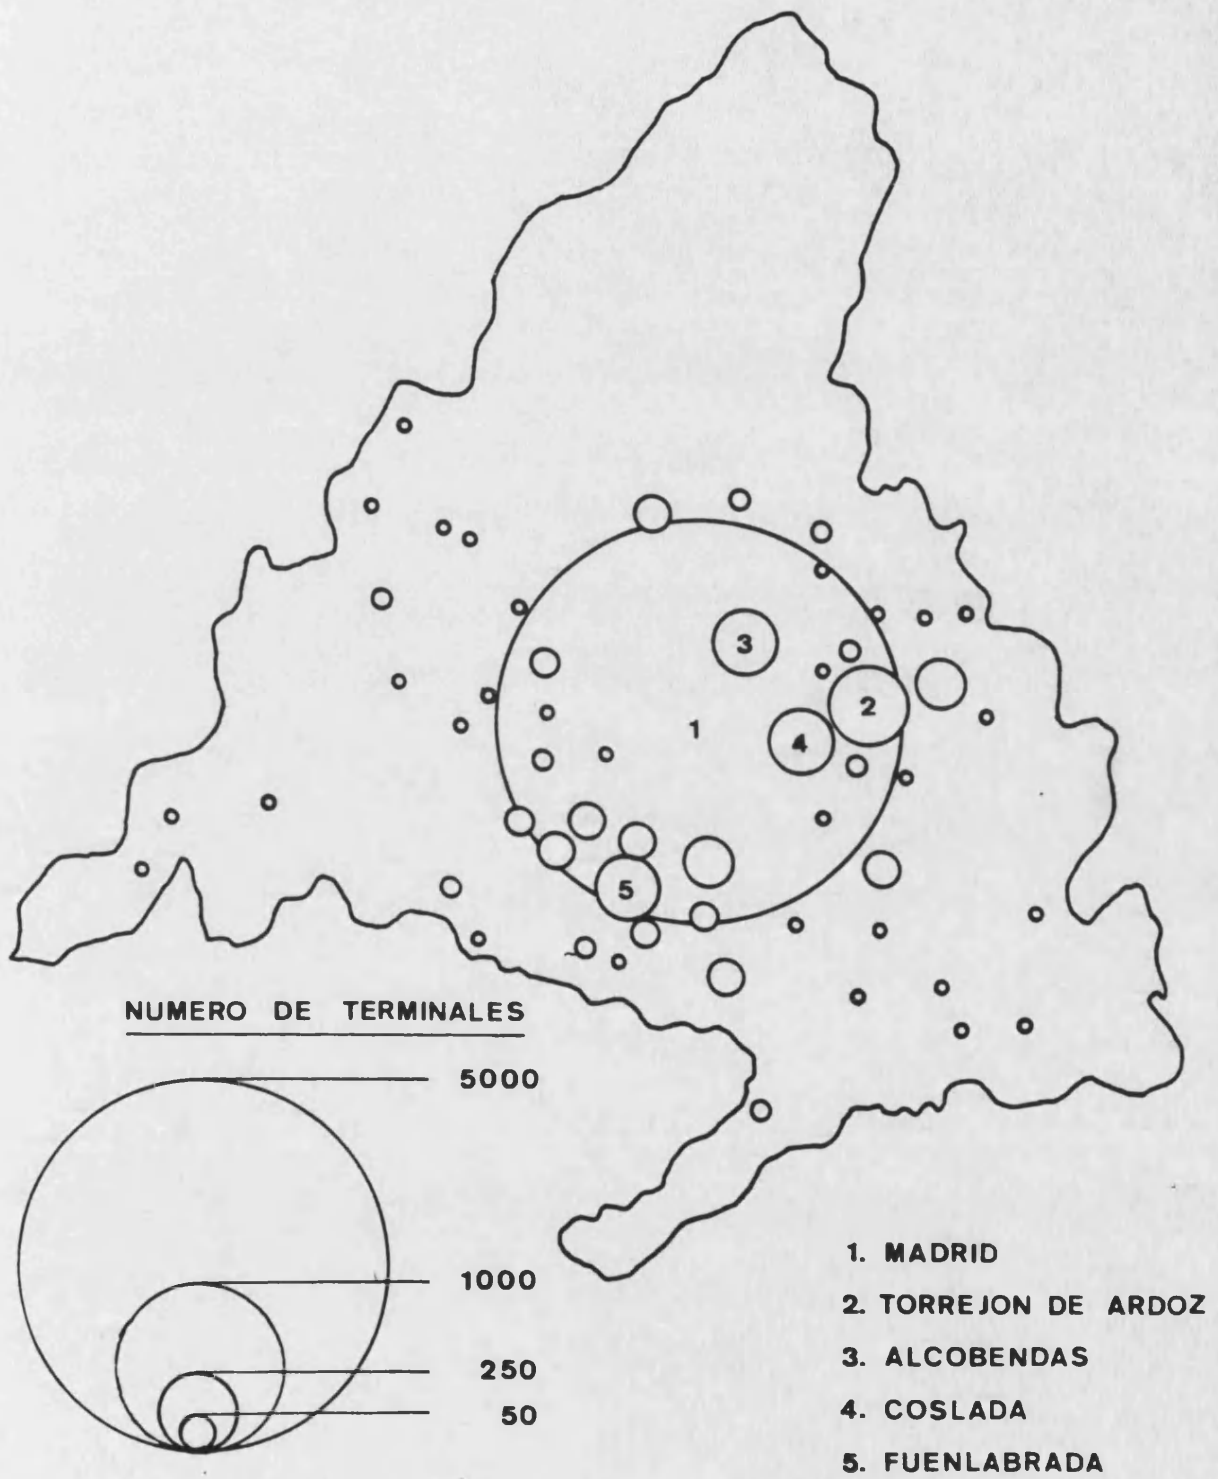 3
2
1
4
5
NUMERO DE TERMINALES
5000
1000
250
50
1. MADRID
2. TORREJON DE ARDOZ
3. ALCOBENDAS
4. COSLADA
5. FUENLABRADA